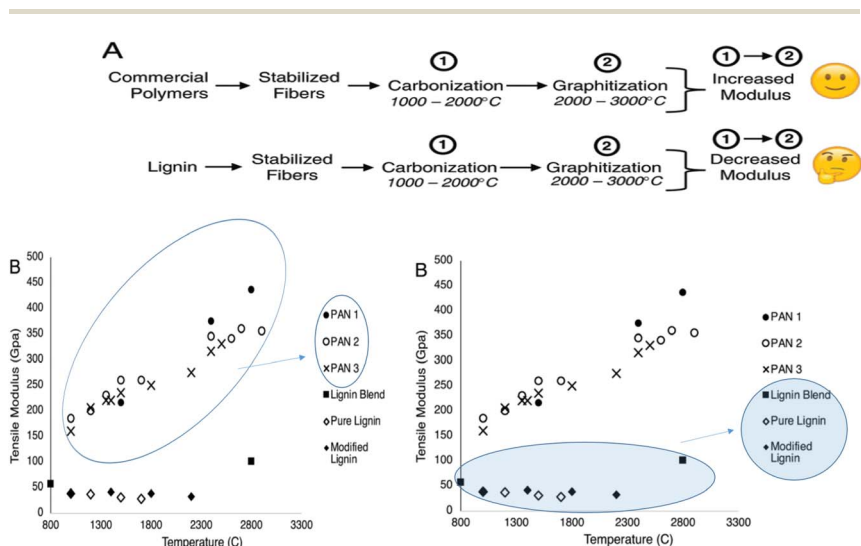 A
① ② ① → ②
Commercial Polymers → Stabilized Fibers → Carbonization → Graphitization Increased Modulus
1000 – 2000°C 2000 – 3000°C
① ② ① → ②
Lignin → Stabilized Fibers → Carbonization → Graphitization Decreased Modulus
1000 – 2000°C 2000 – 3000°C
B
Tensile Modulus (Gpa)
500
450
400
350
300
250
200
150
100
50
0
800 1300 1800 2300 2800 3300
Temperature (C)
PAN 1
PAN 2
PAN 3
Lignin Blend
Pure Lignin
Modified
Lignin
B
Tensile Modulus (Gpa)
500
450
400
350
300
250
200
150
100
50
0
800 1300 1800 2300 2800 3300
Temperature (C)
PAN 1
PAN 2
PAN 3
Lignin Blend
Pure Lignin
Modified
Lignin